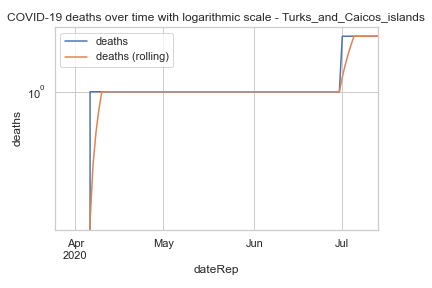 COVID-19 deaths over time with logarithmic scale - Turks_and_Caicos_islands
deaths
deaths (rolling)
10⁰
deaths
Apr
2020
May
Jun
Jul
dateRep